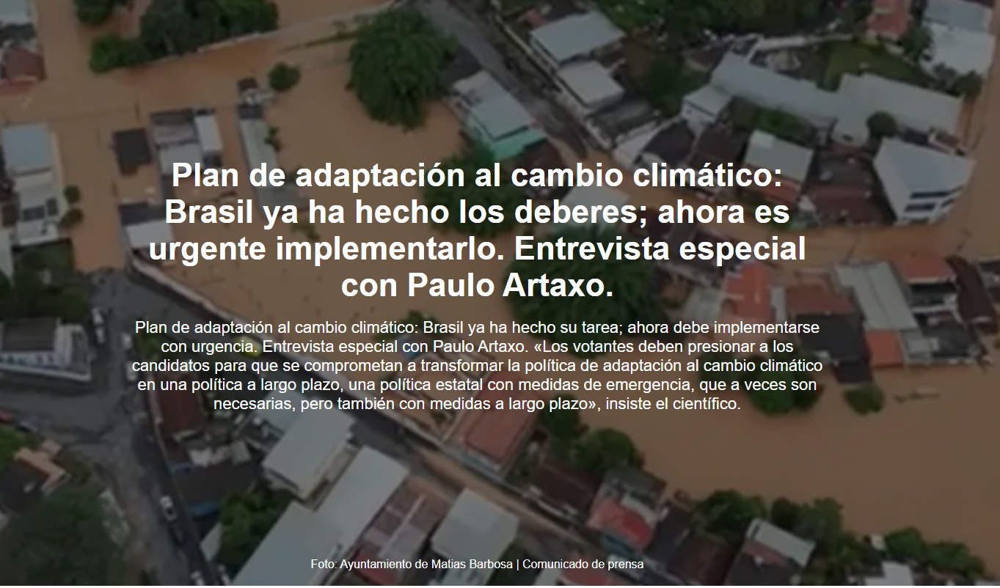 Plan de adaptación al cambio climático:
Brasil ya ha hecho los deberes; ahora es
urgente implementarlo. Entrevista especial
con Paulo Artaxo.
Plan de adaptación al cambio climático: Brasil ya ha hecho su tarea; ahora debe implementarse
con urgencia. Entrevista especial con Paulo Artaxo. «Los votantes deben presionar a los
candidatos para que se comprometan a transformar la política de adaptación al cambio climático
en una política a largo plazo, una política estatal con medidas de emergencia, que a veces son
necesarias, pero también con medidas a largo plazo», insiste el científico.
Foto: Ayuntamiento de Matias Barbosa | Comunicado de prensa